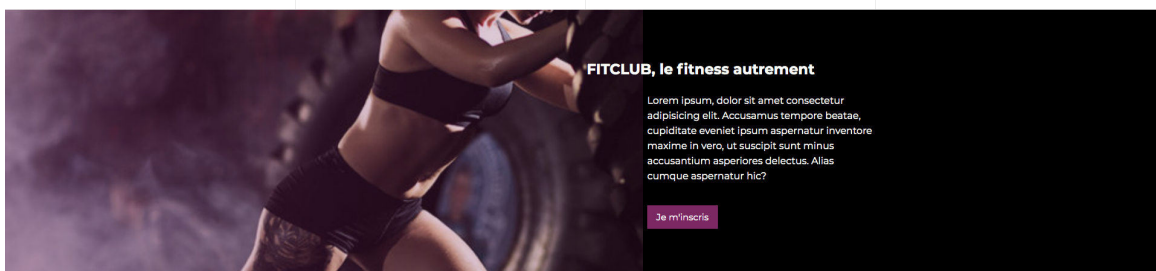 FITCLUB, le fitness autrement
Lorem ipsum, dolor sit amet consectetur
adipisicing elit. Accusamus tempore beatae,
cupiditate eveniet ipsum aspernatur inventore
maxime in vero, ut suscipit sunt minus
accusantium asperiores delectus. Alias
cumque aspernatur hic?
Je m'inscris